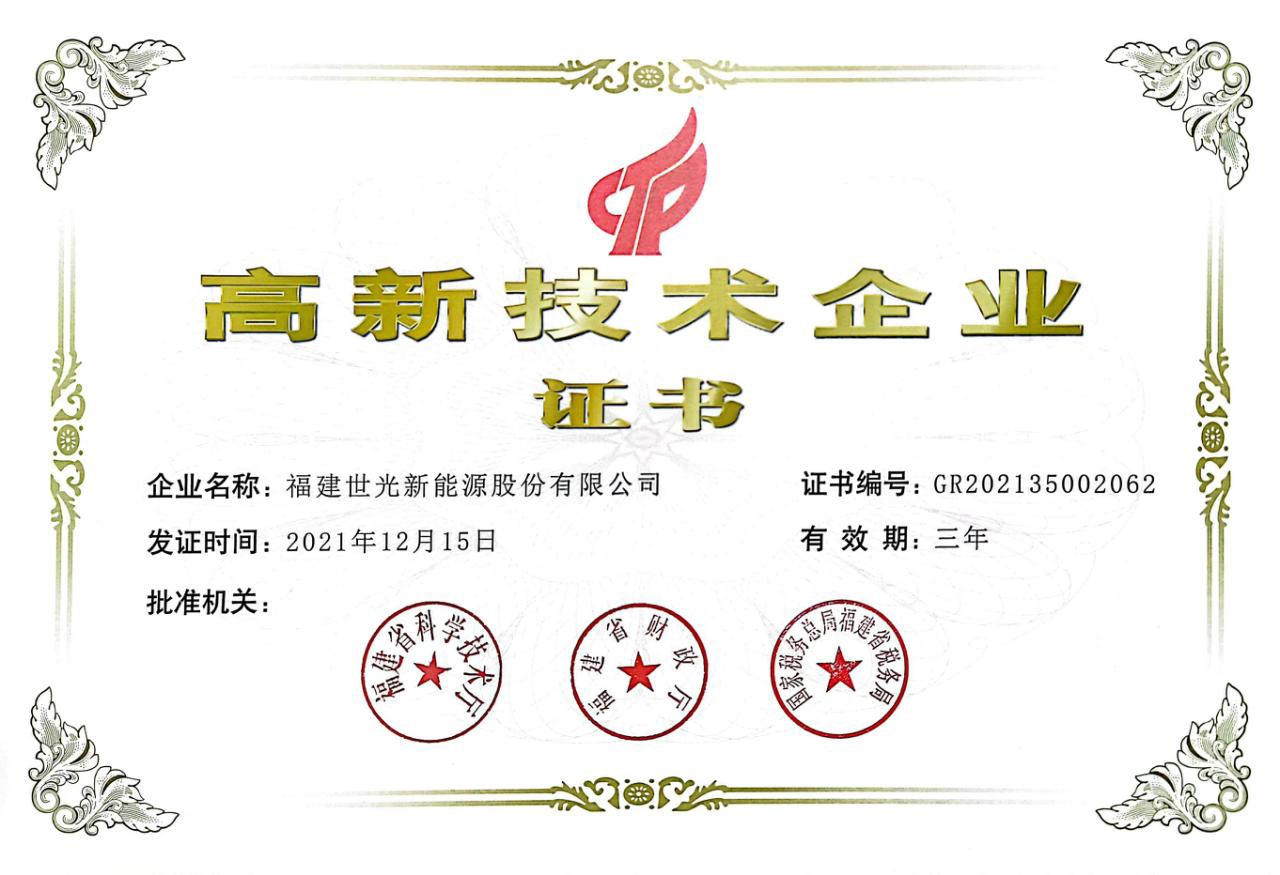 CTP
高新技术企业
证书
企业名称：福建世光新能源股份有限公司
证书编号：GR202135002062
发证时间：2021年12月15日
有效期：三年
批准机关：
福建省科学技术厅
福建省财政厅
国家税务总局福建省税务局